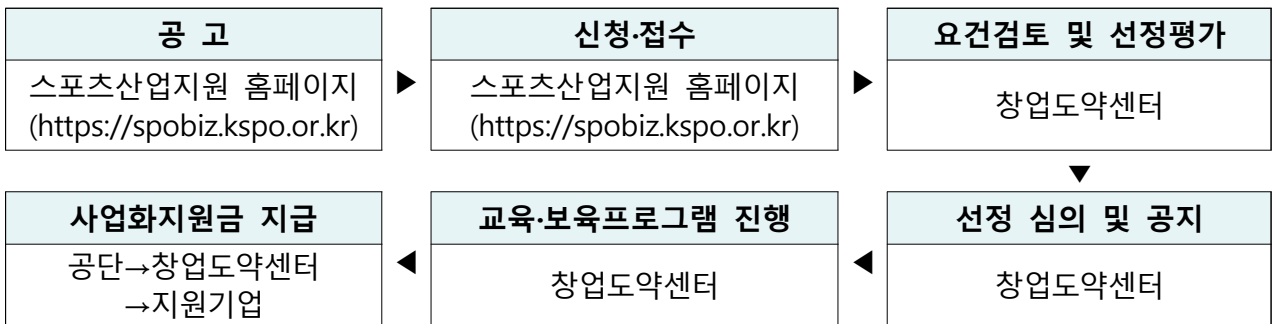 공 고
스포츠산업지원 홈페이지
(https://spobiz.kspo.or.kr)
▶
신청·접수
스포츠산업지원 홈페이지
(https://spobiz.kspo.or.kr)
▶
요건검토 및 선정평가
창업도약센터
▼
선정 심의 및 공지
창업도약센터
◀
교육·보육프로그램 진행
창업도약센터
◀
사업화지원금 지급
공단→창업도약센터
→지원기업